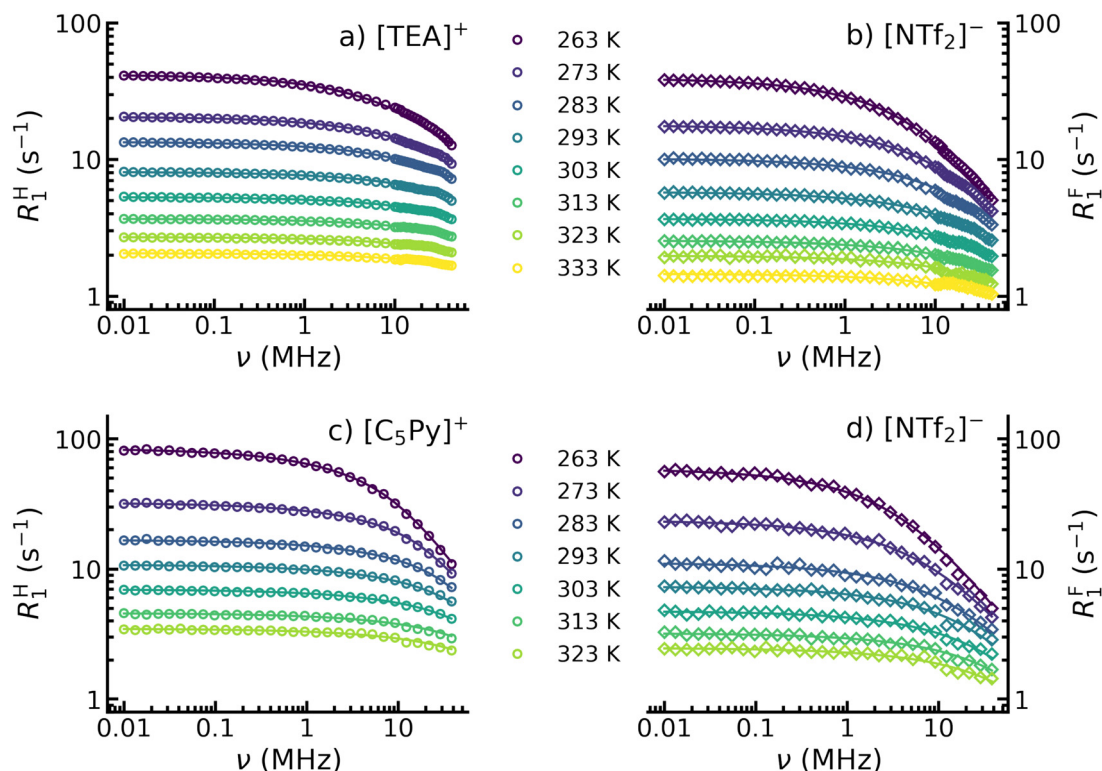 a) [TEA]⁺
b) [NTf₂]⁻
100
10
1
R₁ᴴ (s⁻¹)
0.01 0.1 1 10
ν (MHz)
263 K
273 K
283 K
293 K
303 K
313 K
323 K
333 K
0.01 0.1 1 10
ν (MHz)
100
10
1
R₁ᶠ (s⁻¹)
c) [C₅Py]⁺
d) [NTf₂]⁻
100
10
1
R₁ᴴ (s⁻¹)
0.01 0.1 1 10
ν (MHz)
263 K
273 K
283 K
293 K
303 K
313 K
323 K
0.01 0.1 1 10
ν (MHz)
100
10
1
R₁ᶠ (s⁻¹)